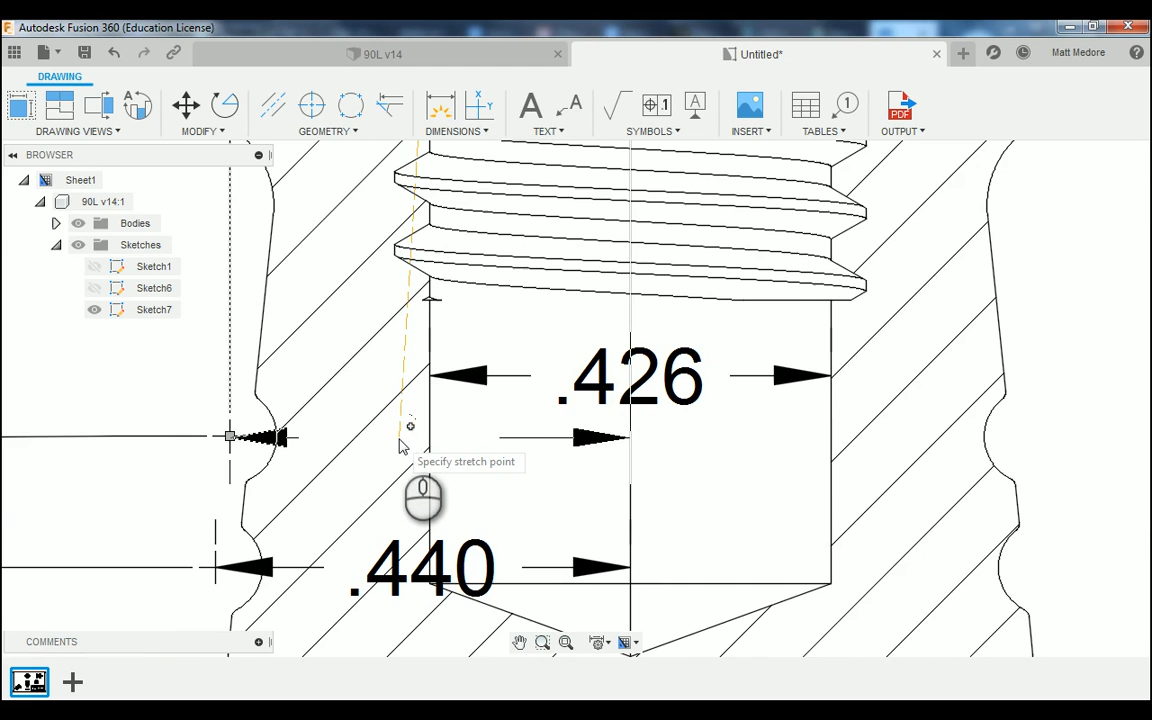 Autodesk Fusion 360 (Education License)
90L v14
Untitled*
Matt Medore
DRAWING
DRAWING VIEWS
MODIFY
GEOMETRY
DIMENSIONS
TEXT
SYMBOLS
INSERT
TABLES
OUTPUT
BROWSER
Sheet1
90L v14:1
Bodies
Sketches
Sketch1
Sketch6
Sketch7
.426
Specify stretch point
.440
COMMENTS